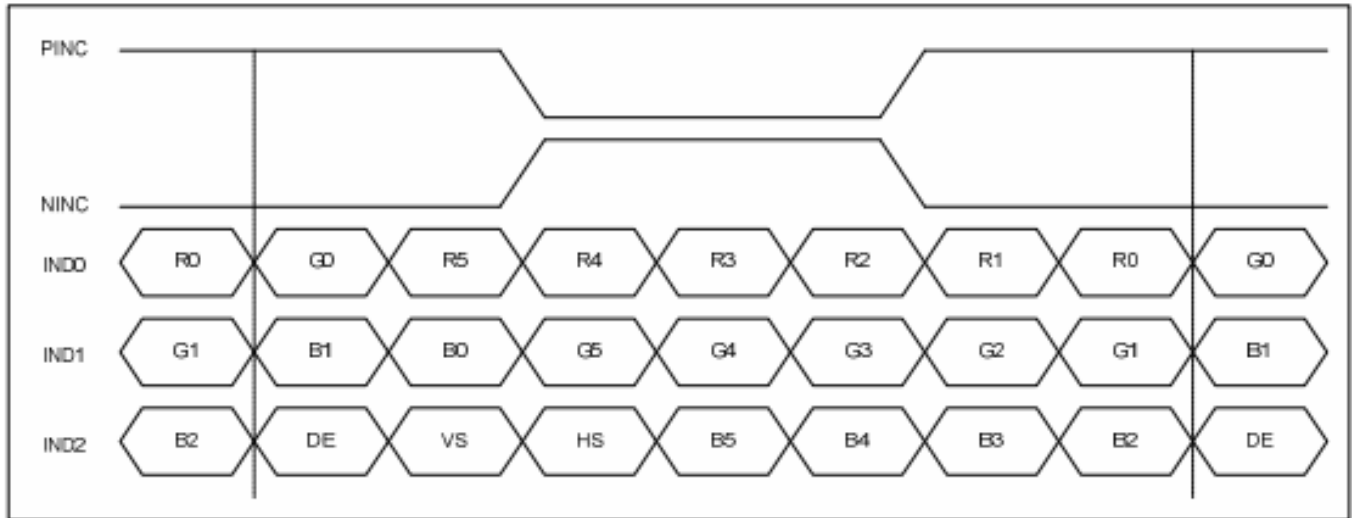 PINC
NINC
IND0 R0 G0 R5 R4 R3 R2 R1 R0 G0
IND1 G1 B1 B0 G5 G4 G3 G2 G1 B1
IND2 B2 DE VS HS B5 B4 B3 B2 DE